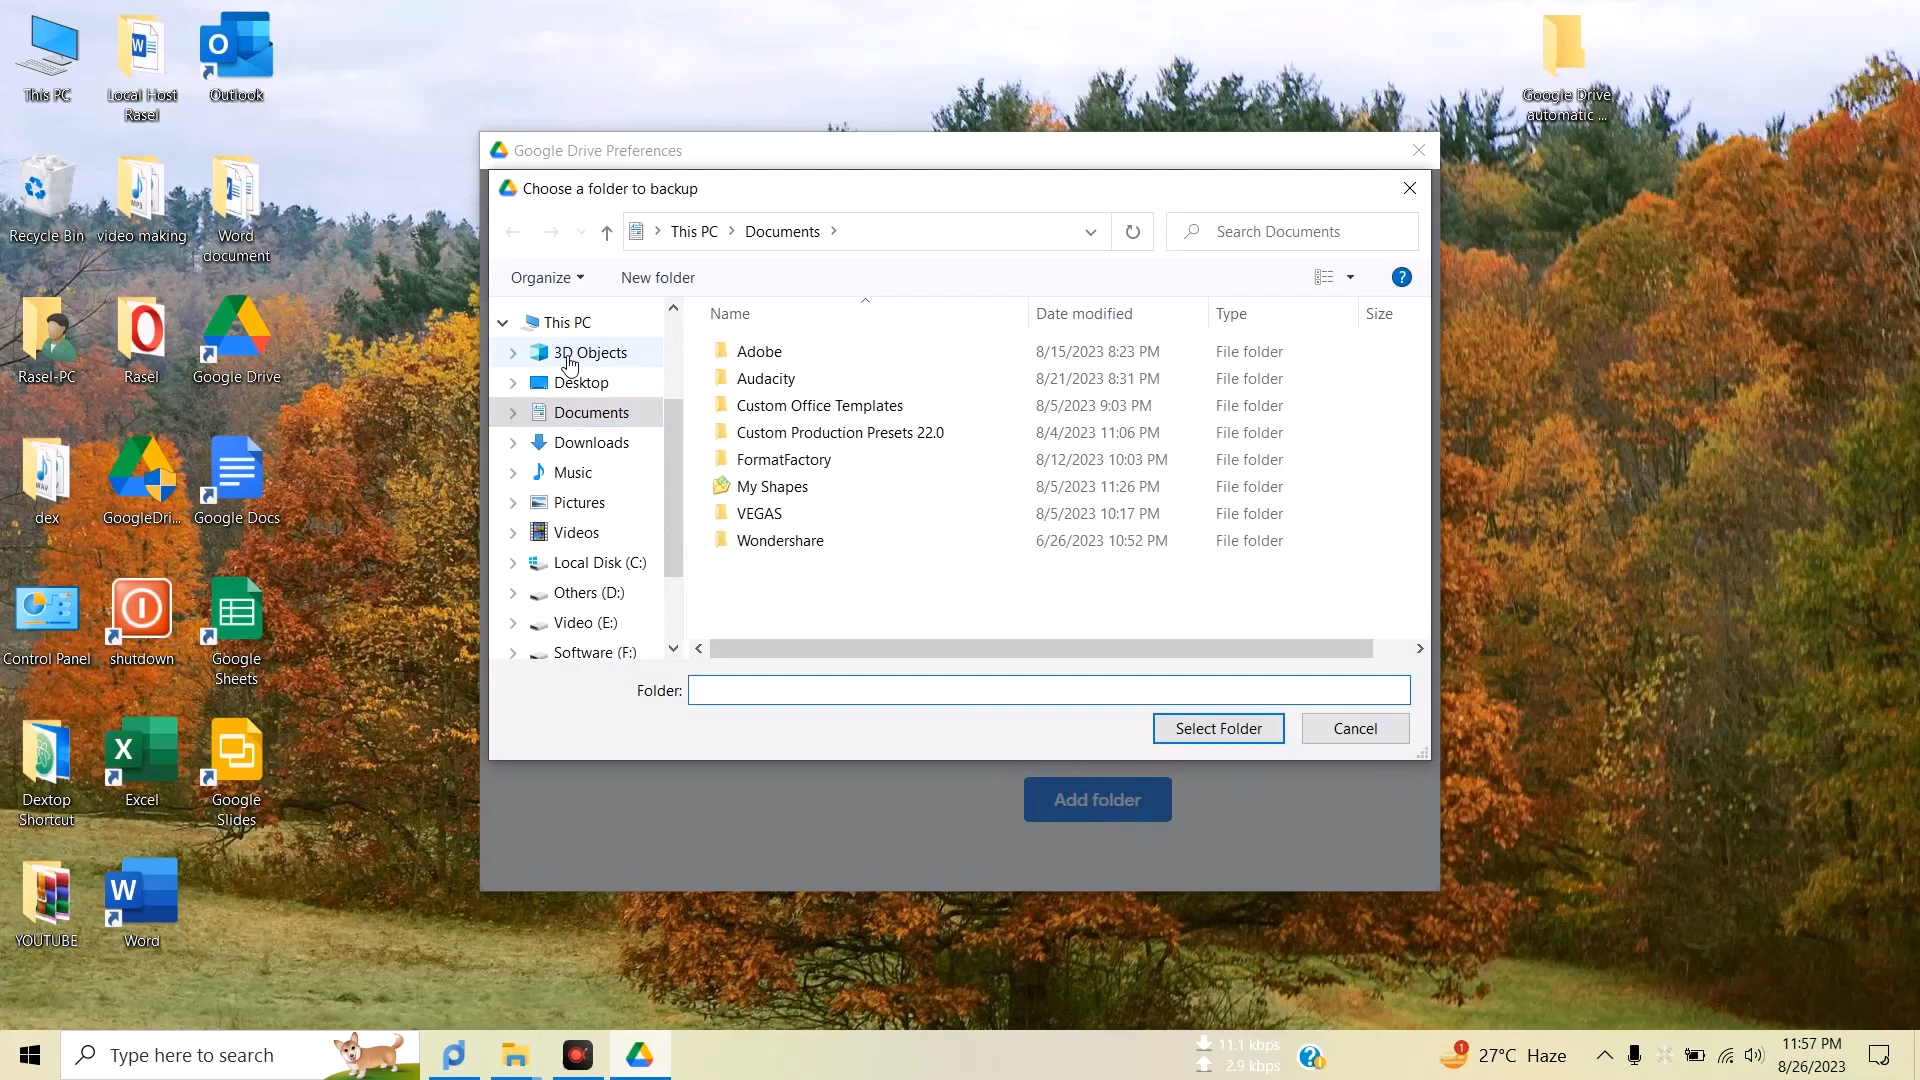 This PC
Local Host
Rasel
Outlook
Google Drive
automatic ...
Recycle Bin
video making
Word
document
Rasel-PC
Rasel
Google Drive
dex
GoogleDri...
Google Docs
Control Panel
shutdown
Google
Sheets
Dextop
Shortcut
Excel
Google
Slides
YOUTUBE
Word
Google Drive Preferences
Choose a folder to backup
This PC > Documents >
Search Documents
Organize
New folder
This PC
3D Objects
Desktop
Documents
Downloads
Music
Pictures
Videos
Local Disk (C:)
Others (D:)
Video (E:)
Software (F:)
Name Date modified Type Size
Adobe 8/15/2023 8:23 PM File folder
Audacity 8/21/2023 8:31 PM File folder
Custom Office Templates 8/5/2023 9:03 PM File folder
Custom Production Presets 22.0 8/4/2023 11:06 PM File folder
FormatFactory 8/12/2023 10:03 PM File folder
My Shapes 8/5/2023 11:26 PM File folder
VEGAS 8/5/2023 10:17 PM File folder
Wondershare 6/26/2023 10:52 PM File folder
Folder:
Select Folder
Cancel
Add folder
Type here to search
11.1 kbps
2.9 kbps
1
27°C Haze
11:57 PM
8/26/2023